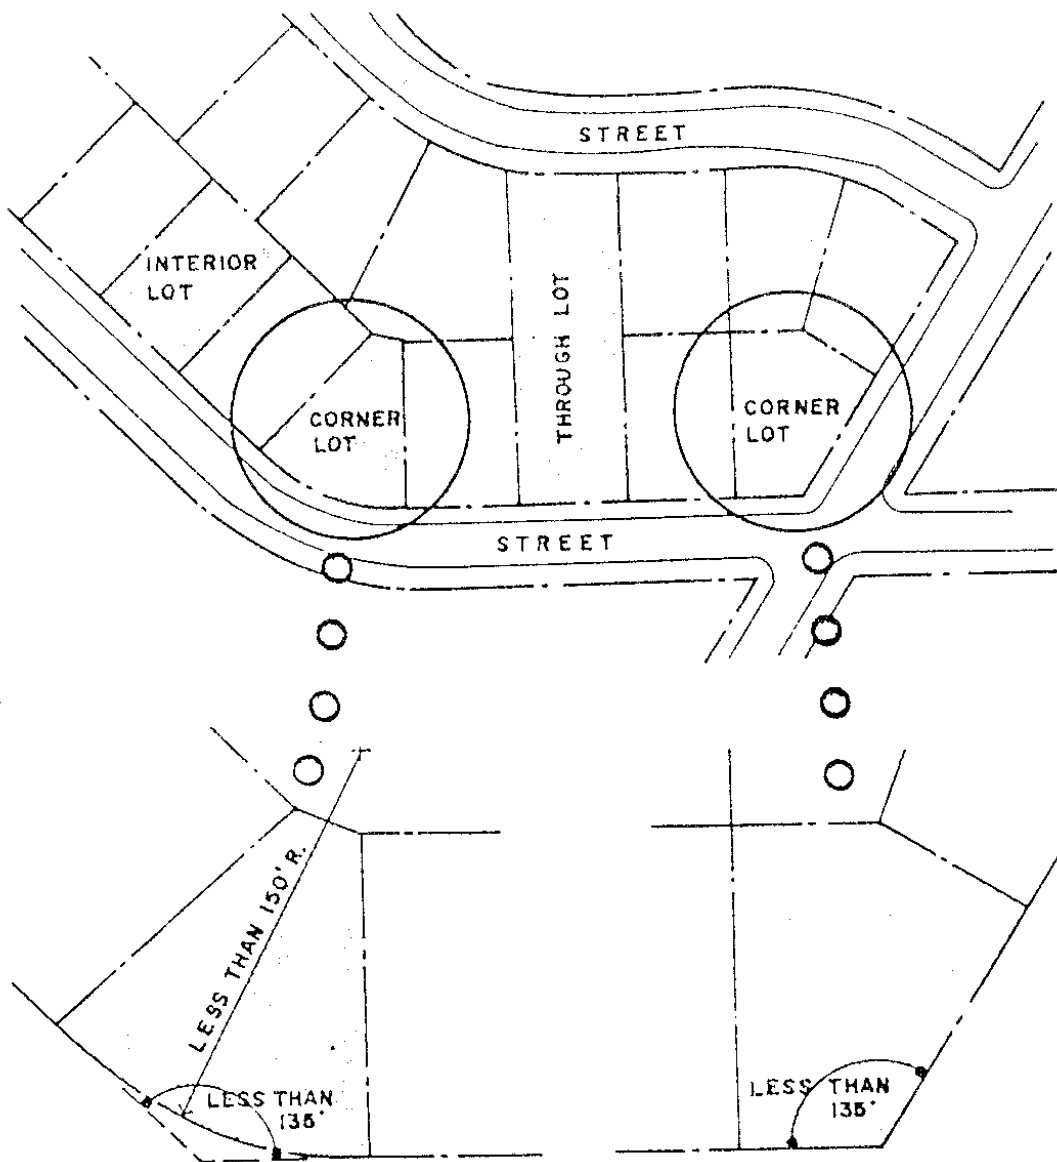 STREET
INTERIOR
LOT
THROUGH LOT
CORNER
LOT
CORNER
LOT
STREET
LESS THAN 150' R.
LESS THAN
135°
LESS THAN
135°